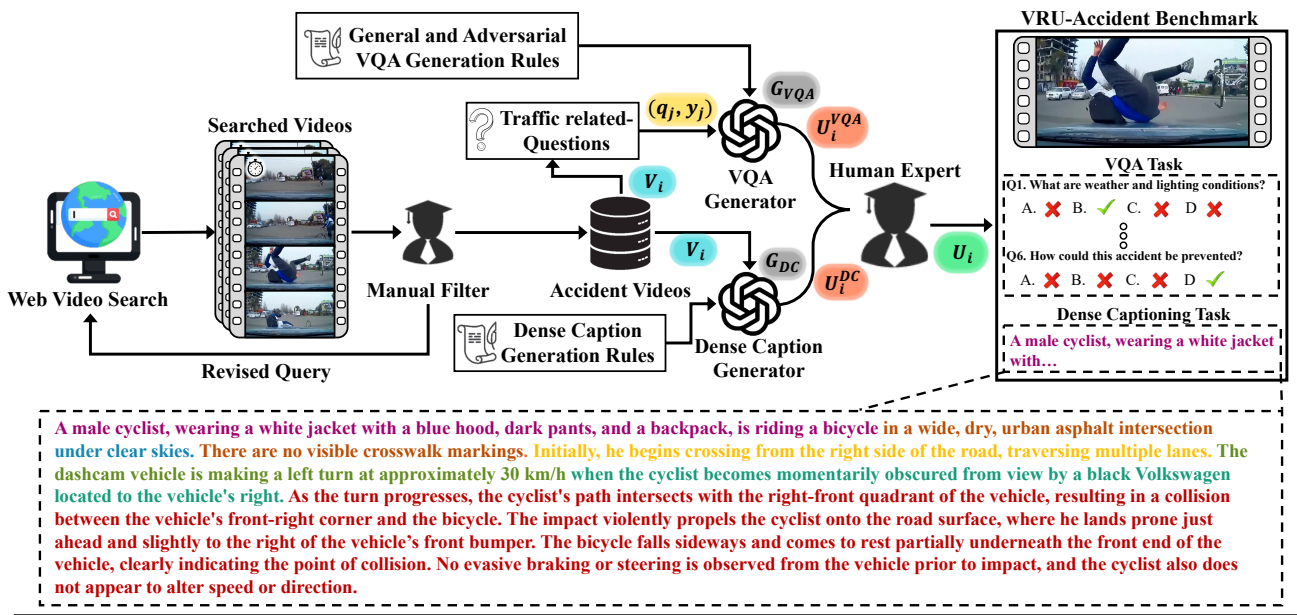 VRU-Accident Benchmark
General and Adversarial
VQA Generation Rules
G_VQA
(q_j, y_j)
U_i^VQA
Searched Videos
Traffic related-
Questions
VQA
Generator
Human Expert
VQA Task
Q1. What are weather and lighting conditions?
A. ❌ B. ✓ C. ❌ D ❌
V_i
V_i
G_DC
U_i^DC
U_i
Q6. How could this accident be prevented?
A. ❌ B. ❌ C. ❌ D ✓
Web Video Search
Manual Filter
Accident Videos
Dense Caption
Generation Rules
Dense Caption
Generator
Revised Query
Dense Captioning Task
A male cyclist, wearing a white jacket
with…
A male cyclist, wearing a white jacket with a blue hood, dark pants, and a backpack, is riding a bicycle in a wide, dry, urban asphalt intersection
under clear skies. There are no visible crosswalk markings. Initially, he begins crossing from the right side of the road, traversing multiple lanes. The
dashcam vehicle is making a left turn at approximately 30 km/h when the cyclist becomes momentarily obscured from view by a black Volkswagen
located to the vehicle's right. As the turn progresses, the cyclist's path intersects with the right-front quadrant of the vehicle, resulting in a collision
between the vehicle's front-right corner and the bicycle. The impact violently propels the cyclist onto the road surface, where he lands prone just
ahead and slightly to the right of the vehicle’s front bumper. The bicycle falls sideways and comes to rest partially underneath the front end of the
vehicle, clearly indicating the point of collision. No evasive braking or steering is observed from the vehicle prior to impact, and the cyclist also does
not appear to alter speed or direction.